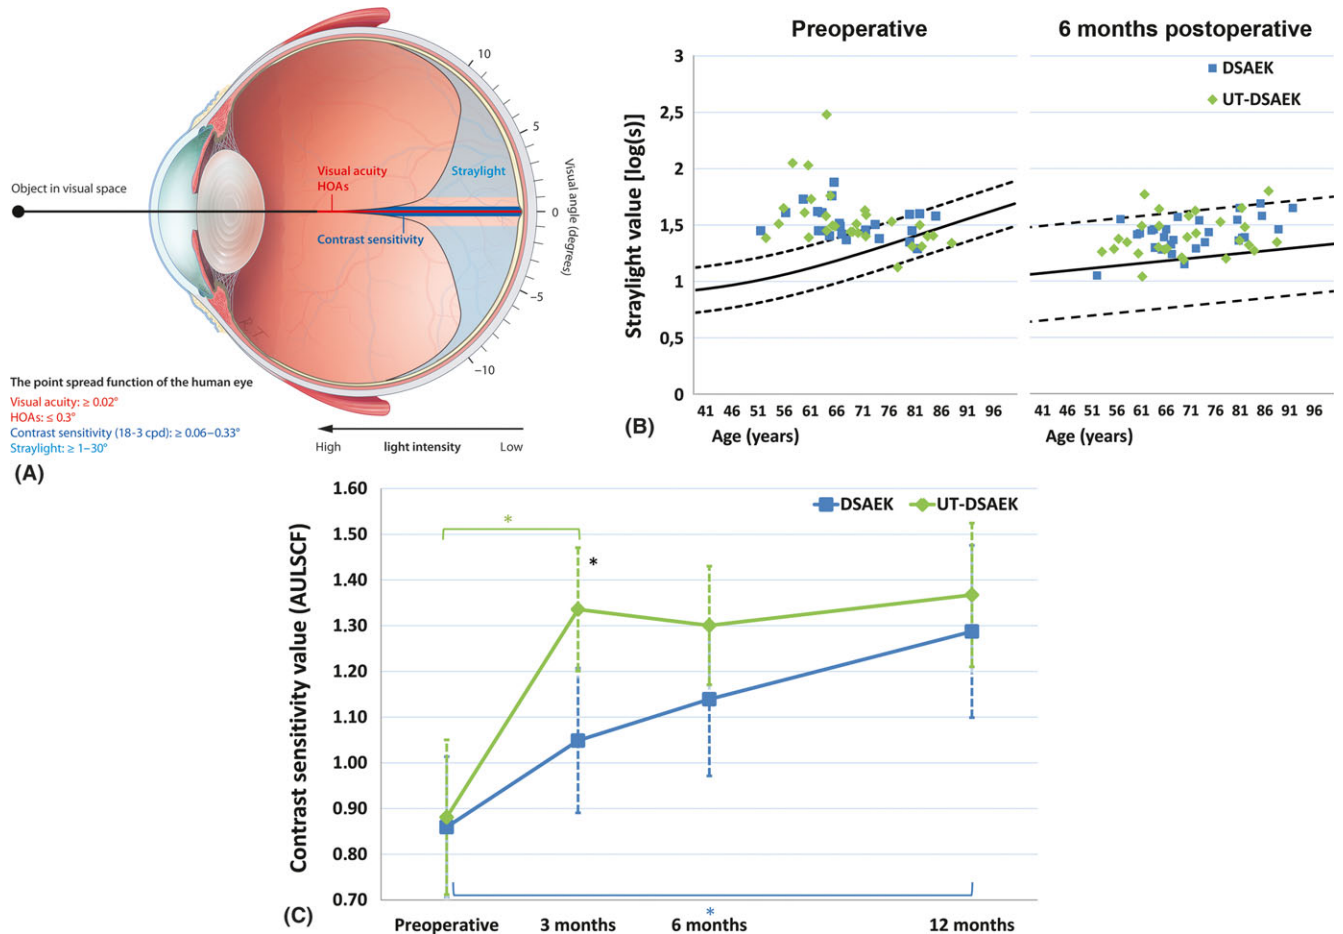 Object in visual space
Visual acuity
HOAs
Contrast sensitivity
Straylight
10
5
0
−5
−10
Visual angle (degrees)
The point spread function of the human eye
Visual acuity: ≥ 0.02°
HOAs: ≤ 0.3°
Contrast sensitivity (18-3 cpd): ≥ 0.06–0.33°
Straylight: ≥ 1–30°
High light intensity Low
(A)
Preoperative
6 months postoperative
DSAEK
UT-DSAEK
Straylight value [log(s)]
3
2,5
2
1,5
1
0,5
0
41 46 51 56 61 66 71 76 81 86 91 96
41 46 51 56 61 66 71 76 81 86 91 96
Age (years)
Age (years)
(B)
DSAEK UT-DSAEK
Contrast sensitivity value (AULSCF)
1.60
1.50
1.40
1.30
1.20
1.10
1.00
0.90
0.80
0.70
*
*
*
Preoperative 3 months 6 months 12 months
(C)